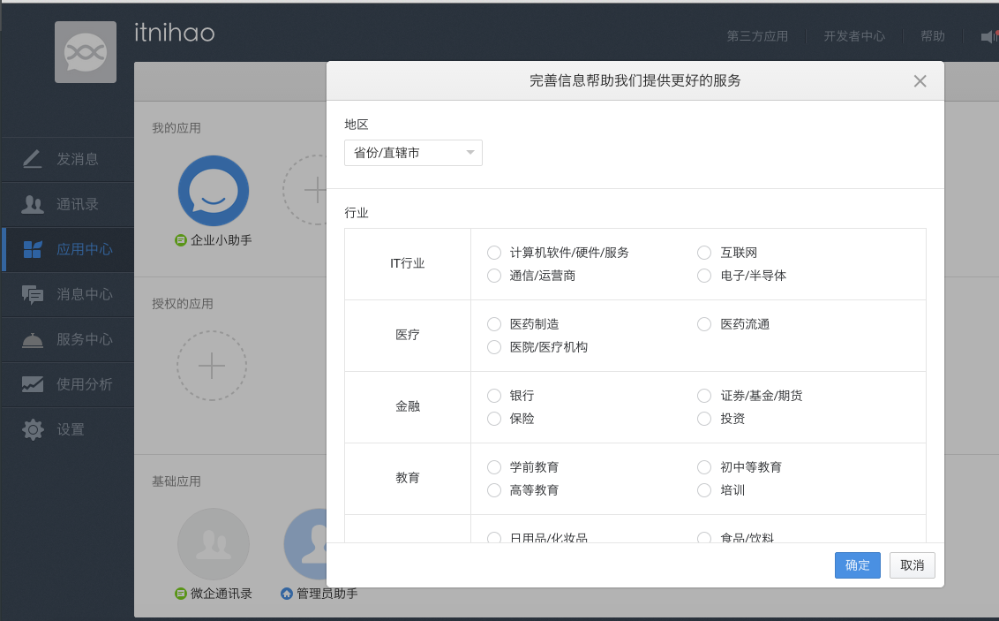 itnihao
第三方应用
开发者中心
帮助
发消息
通讯录
应用中心
消息中心
服务中心
使用分析
设置
我的应用
企业小助手
授权的应用
基础应用
微企通讯录
管理员助手
完善信息帮助我们提供更好的服务
地区
省份/直辖市
行业
IT行业
计算机软件/硬件/服务
互联网
通信/运营商
电子/半导体
医疗
医药制造
医药流通
医院/医疗机构
金融
银行
证券/基金/期货
保险
投资
教育
学前教育
初中等教育
高等教育
培训
日用品/化妆品
食品/饮料
确定
取消